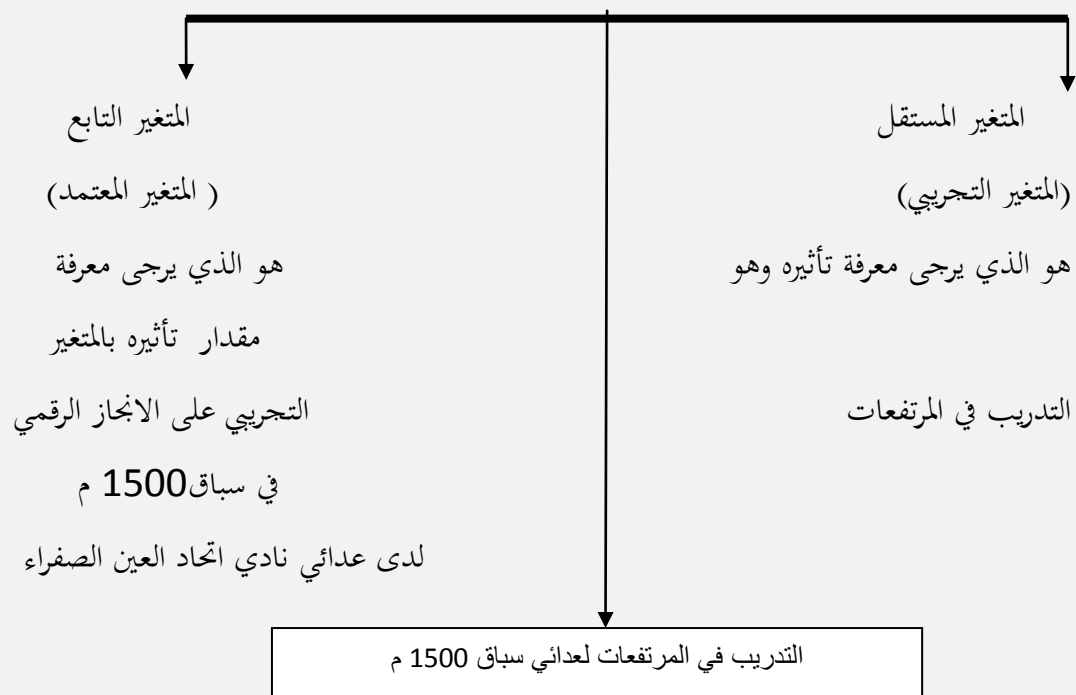 المتغير المستقل
(المتغير التجريبي)
هو الذي يرجى معرفة تأثيره وهو
التدريب في المرتفعات
المتغير التابع
( المتغير المعتمد)
هو الذي يرجى معرفة
مقدار تأثيره بالمتغير
التجريبي على الانجاز الرقمي
في سباق1500 م
لدى عدائي نادي اتحاد العين الصفراء
التدريب في المرتفعات لعدائي سباق 1500 م